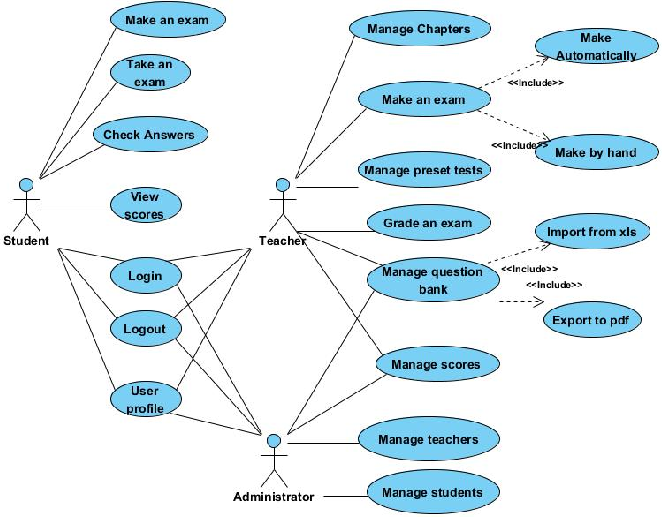 Make an exam
Take an
exam
Check Answers
View
scores
Student
Login
Logout
User
profile
Teacher
Administrator
Manage Chapters
Make an exam
Manage preset tests
Grade an exam
Manage question
bank
Manage scores
Manage teachers
Manage students
<<Include>>
<<Include>>
<<Include>>
<<Include>>
Make
Automatically
Make by hand
Import from xls
Export to pdf